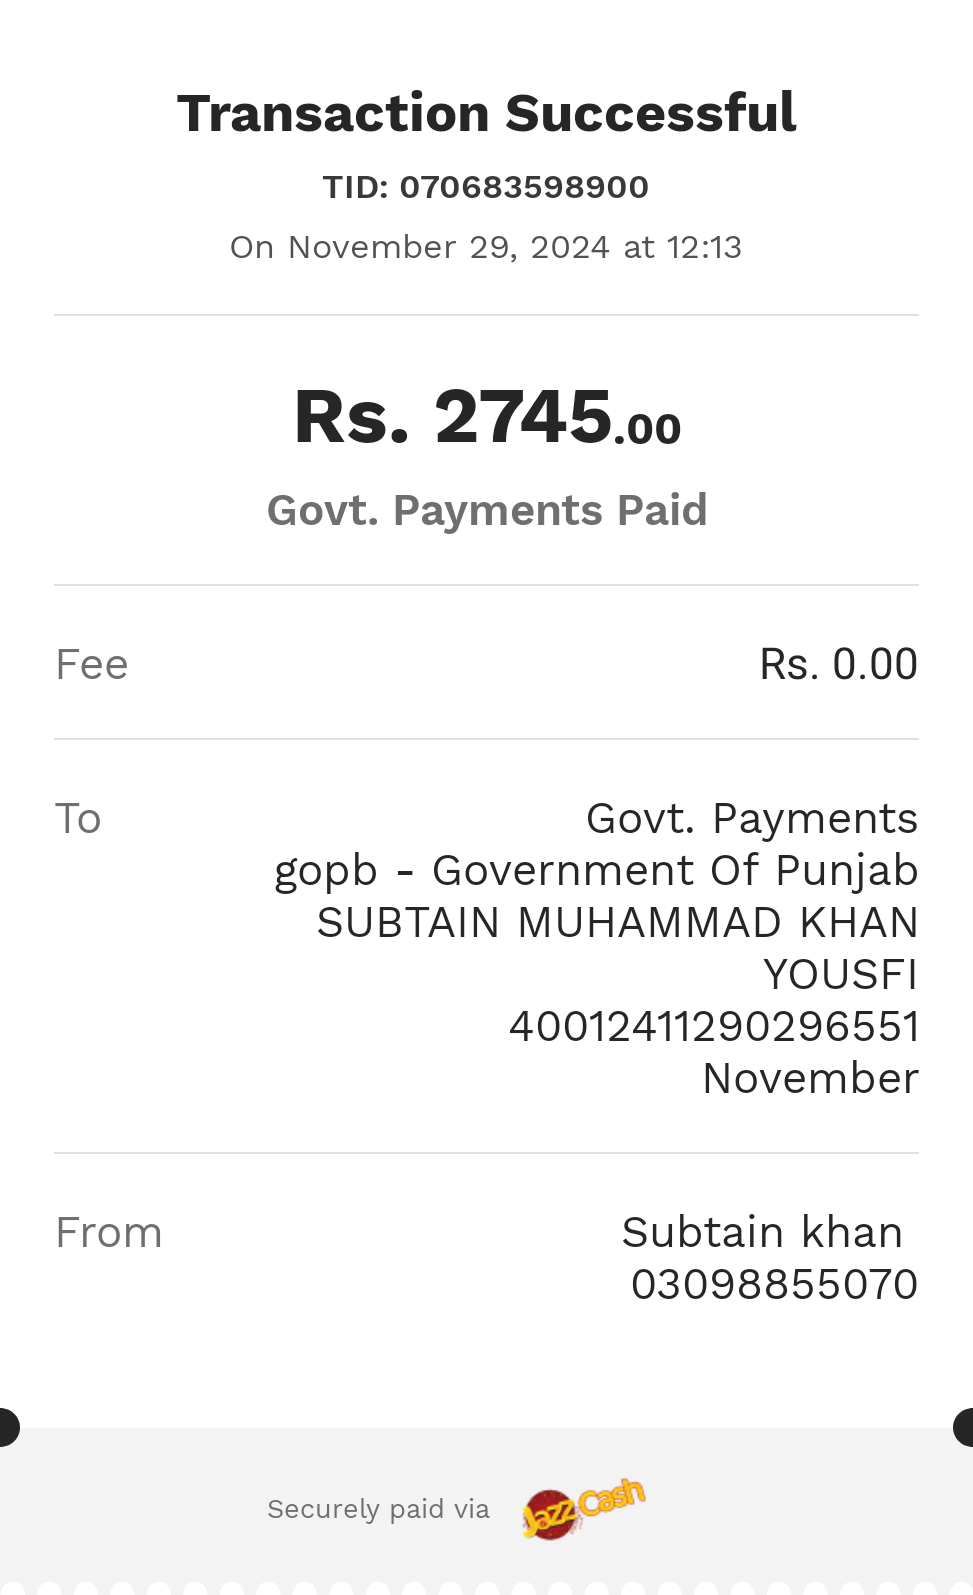 Transaction Successful
TID: 070683598900
On November 29, 2024 at 12:13
Rs. 2745.00
Govt. Payments Paid
Fee Rs. 0.00
To Govt. Payments
gopb - Government Of Punjab
SUBTAIN MUHAMMAD KHAN
YOUSFI
40012411290296551
November
From Subtain khan
03098855070
Securely paid via JazzCash